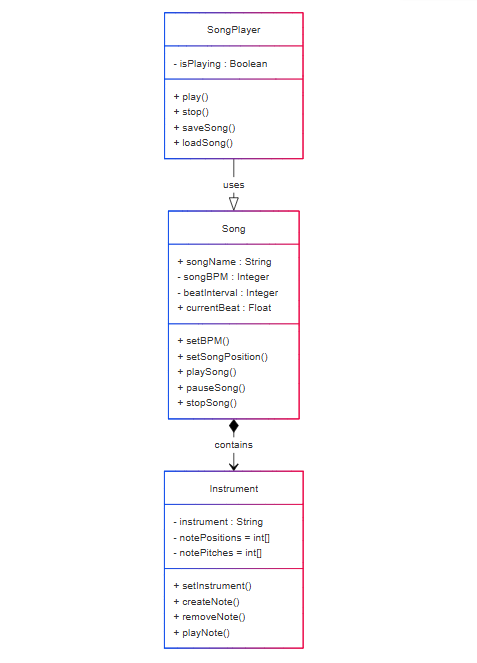 SongPlayer
- isPlaying : Boolean
+ play()
+ stop()
+ saveSong()
+ loadSong()
uses
Song
+ songName : String
- songBPM : Integer
- beatInterval : Integer
+ currentBeat : Float
+ setBPM()
+ setSongPosition()
+ playSong()
+ pauseSong()
+ stopSong()
contains
Instrument
- instrument : String
- notePositions = int[]
- notePitches = int[]
+ setInstrument()
+ createNote()
+ removeNote()
+ playNote()